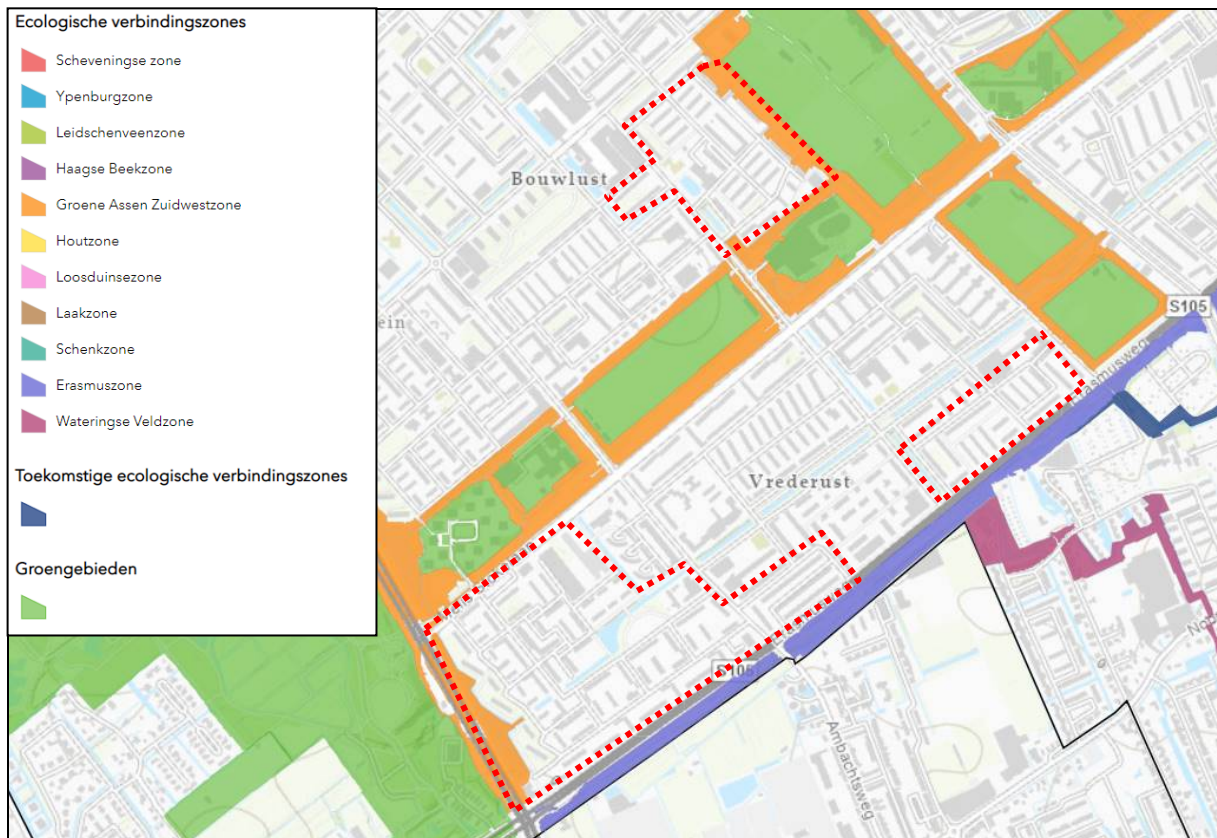 Ecologische verbindingszones
Scheveningse zone
Ypenburgzone
Leidschenveenzone
Haagse Beekzone
Groene Assen Zuidwestzone
Houtzone
Loosduinsezone
Laakzone
Schenkzone
Erasmuszone
Wateringse Veldzone
Toekomstige ecologische verbindingszones
Groengebieden
Bouwlust
ein
S105
Vrederust
S105
Ambachtsweg